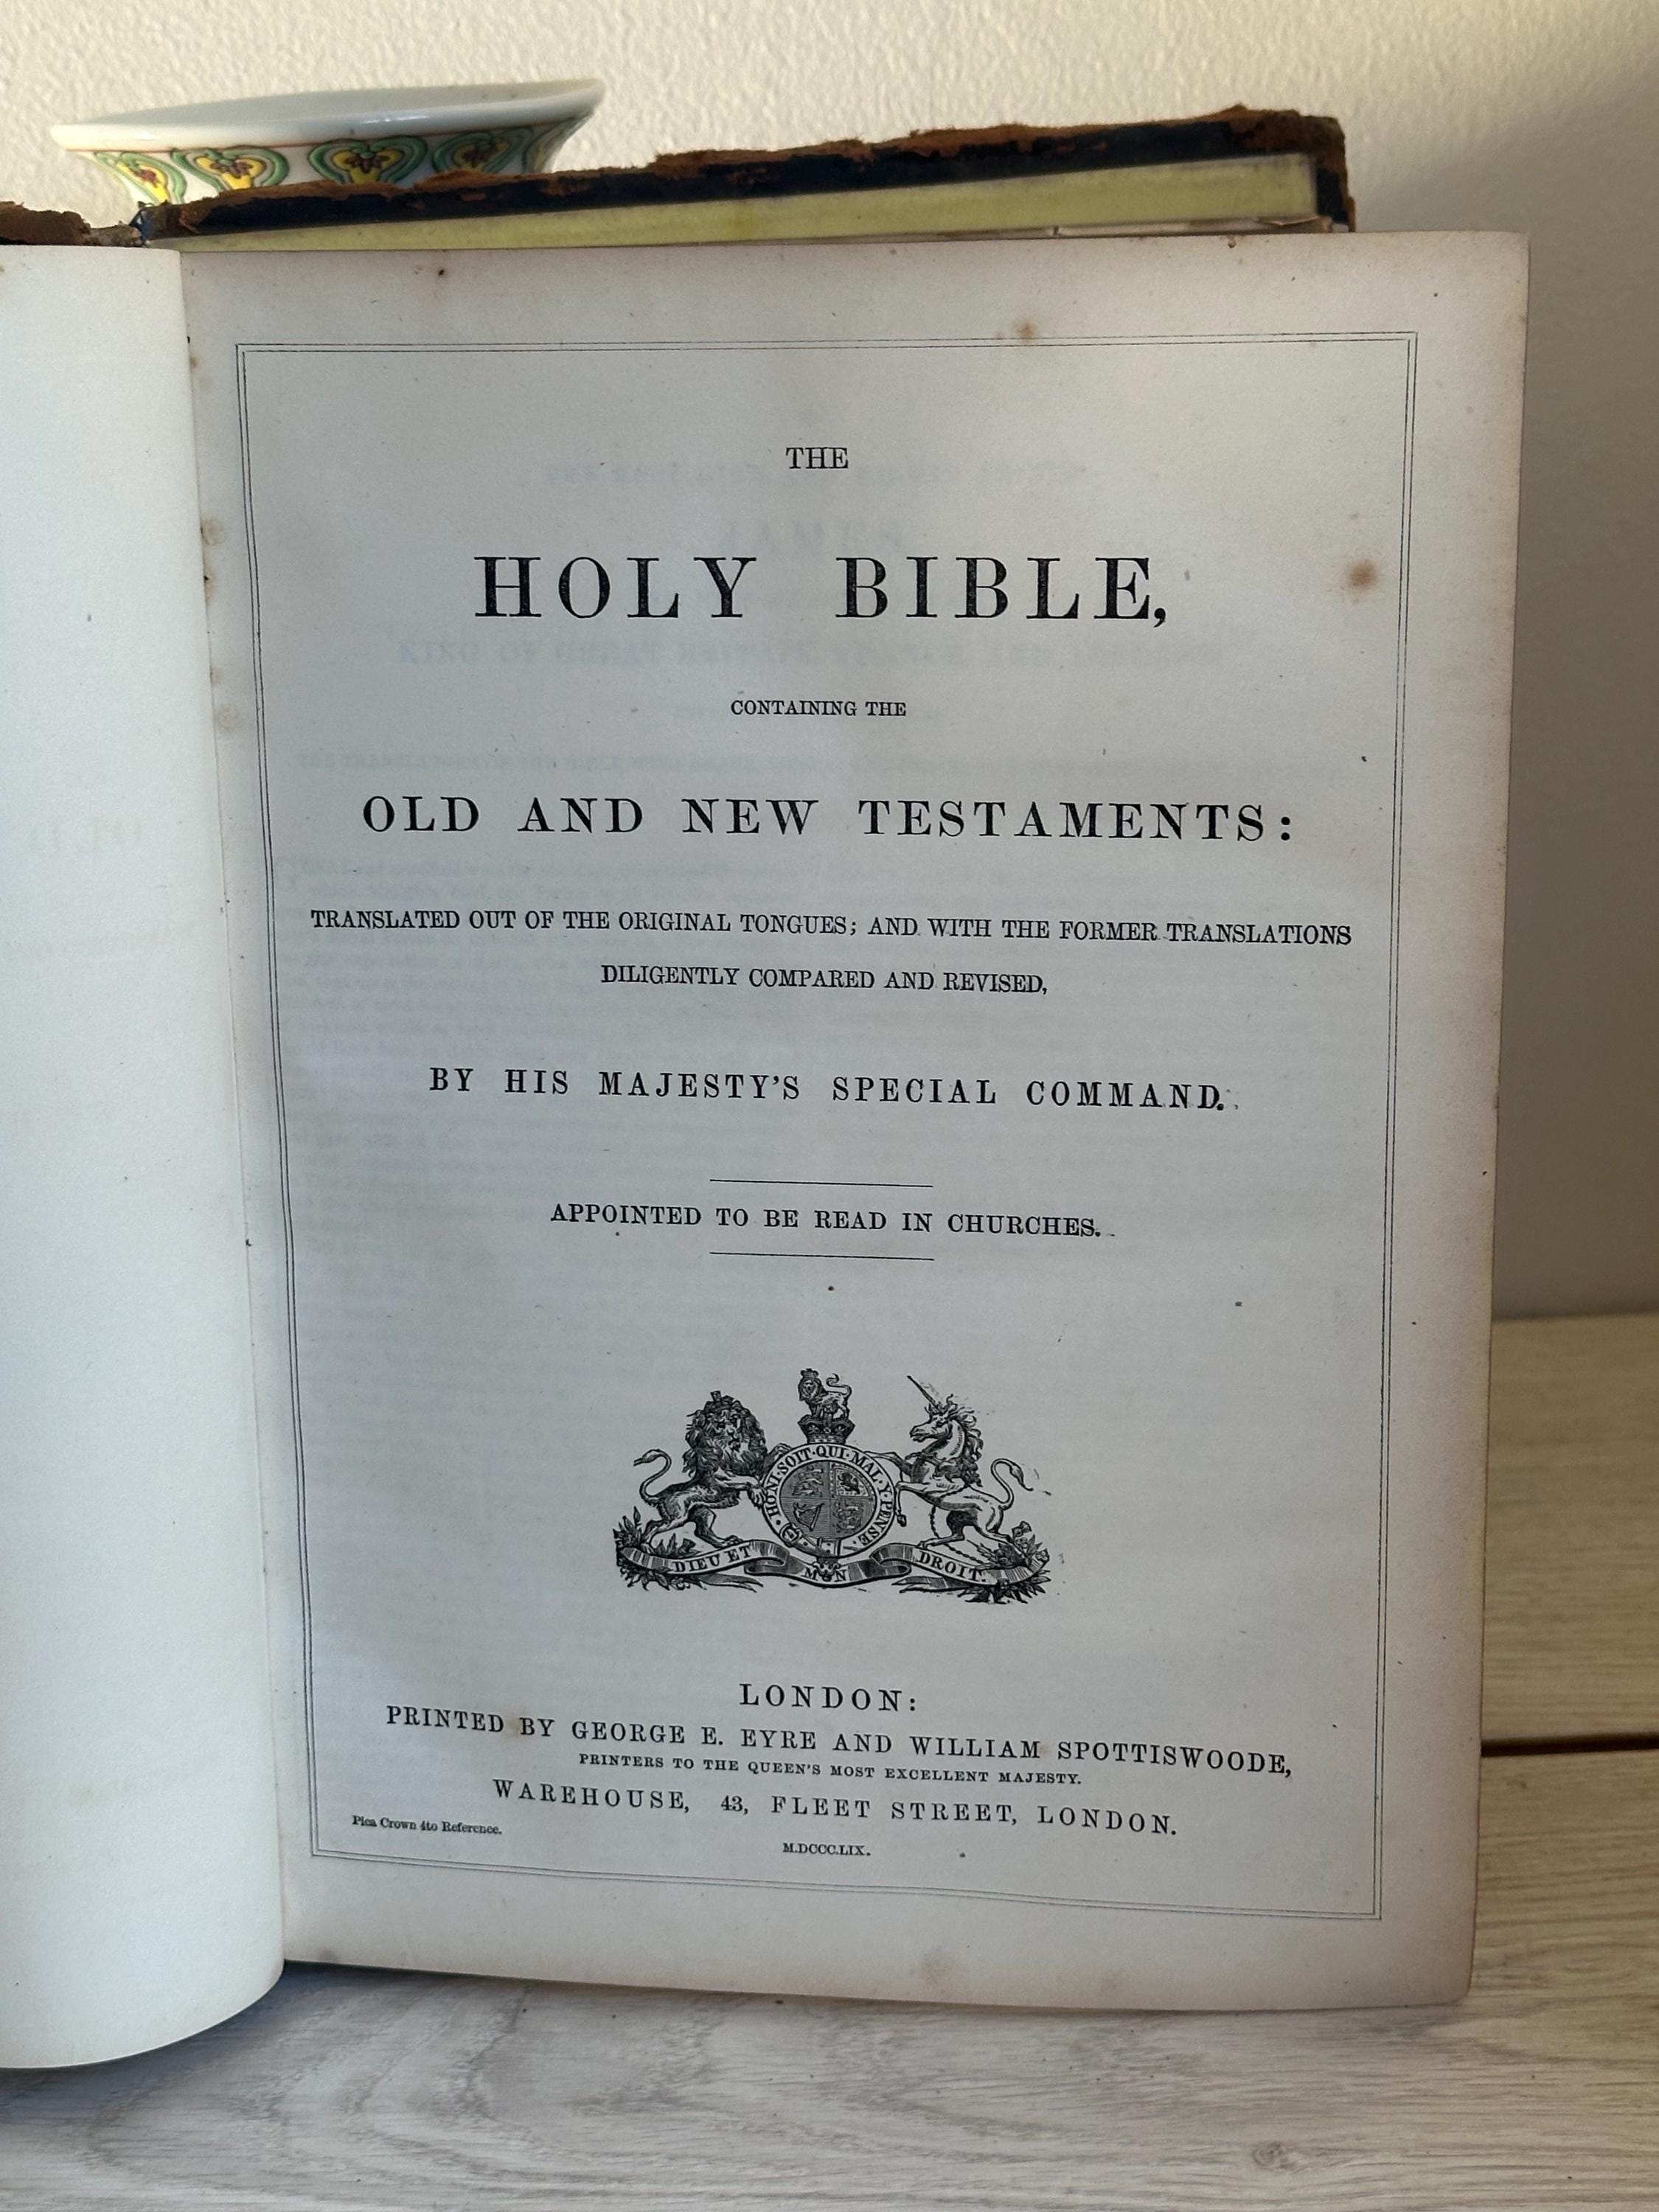 THE
HOLY BIBLE,
CONTAINING THE
OLD AND NEW TESTAMENTS:
TRANSLATED OUT OF THE ORIGINAL TONGUES; AND WITH THE FORMER TRANSLATIONS
DILIGENTLY COMPARED AND REVISED,
BY HIS MAJESTY'S SPECIAL COMMAND.
APPOINTED TO BE READ IN CHURCHES.
HONI·SOIT·QUI·MAL·Y·PENSE
DIEU ET MON DROIT.
LONDON:
PRINTED BY GEORGE E. EYRE AND WILLIAM SPOTTISWOODE,
PRINTERS TO THE QUEEN'S MOST EXCELLENT MAJESTY.
WAREHOUSE, 43, FLEET STREET, LONDON.
Pica Crown 4to Reference.
M.DCCC.LIX.